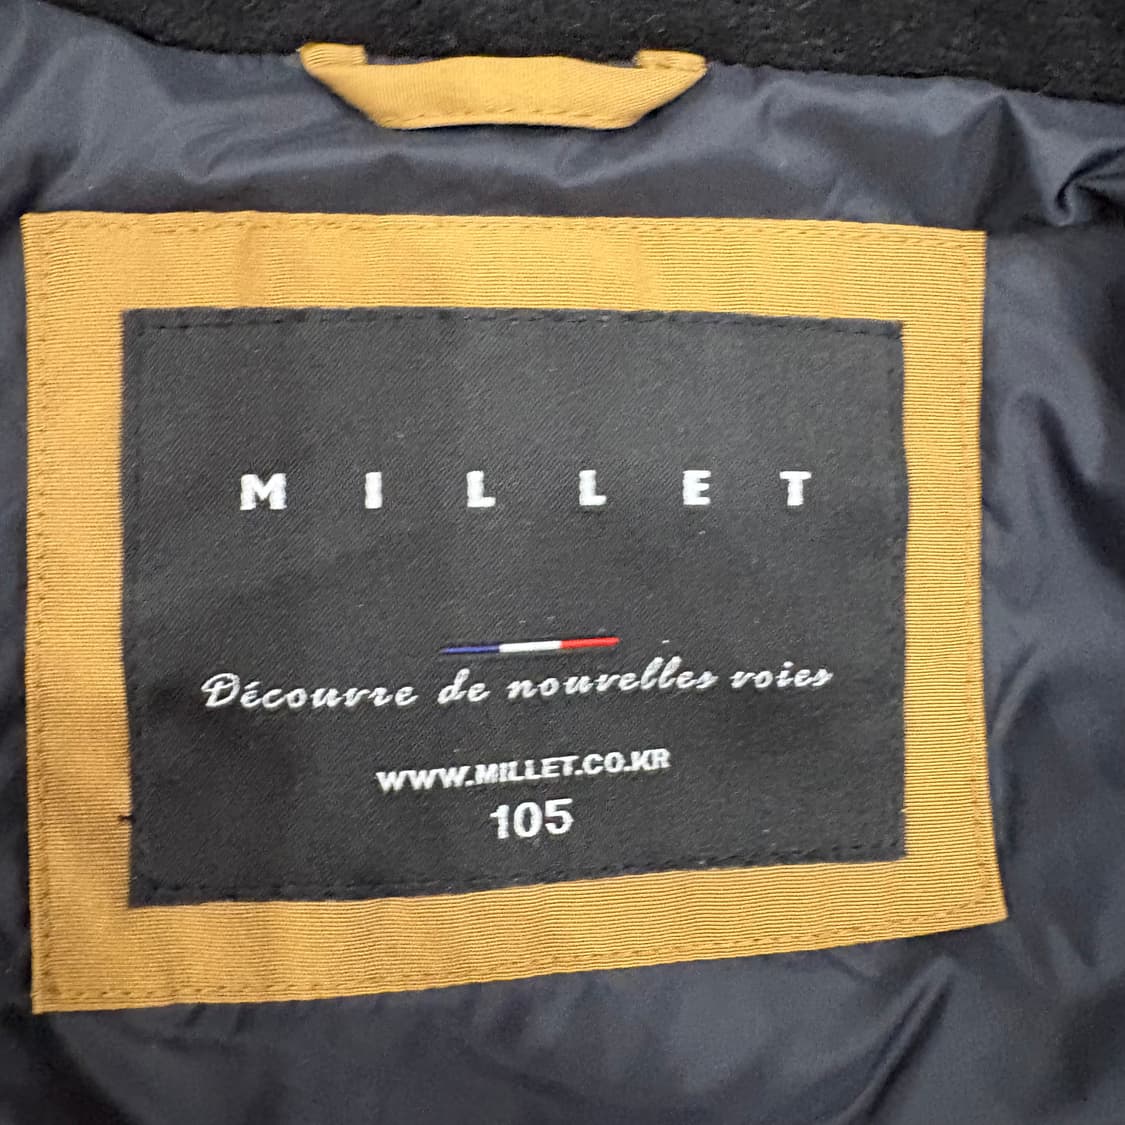 MILLET
Découvre de nouvelles voies
WWW.MILLET.CO.KR
105